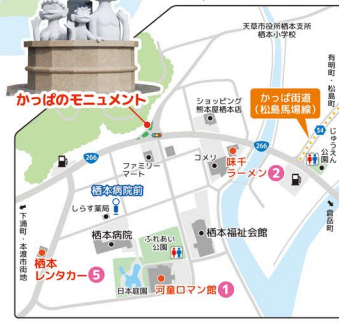 天草市役所栖本支所
栖本小学校
有明町・松島町
かっぱのモニュメント
ショッピング
熊本屋栖本店
かっぱ街道
(松島馬場線)
34
じゅうえん
公園
266
266
ファミリー
マート
コメリ
味千
ラーメン 2
倉岳町
栖本病院前
しらす薬局
栖本病院
ふれあい
公園
栖本福祉会館
下浦町・本渡市街地
栖本
レンタカー 5
日本庭園
河童ロマン館 1